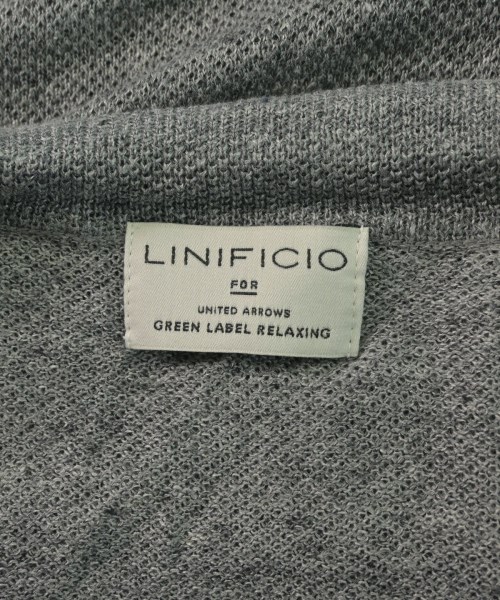 LINIFICIO
FOR
UNITED ARROWS
GREEN LABEL RELAXING